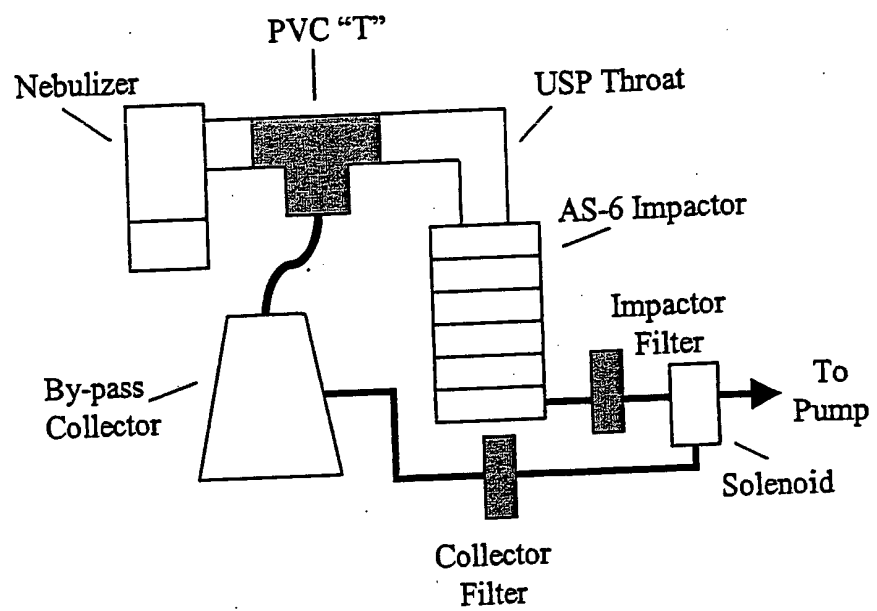 PVC “T”
Nebulizer
USP Throat
AS-6 Impactor
Impactor
Filter
To
Pump
By-pass
Collector
Solenoid
Collector
Filter